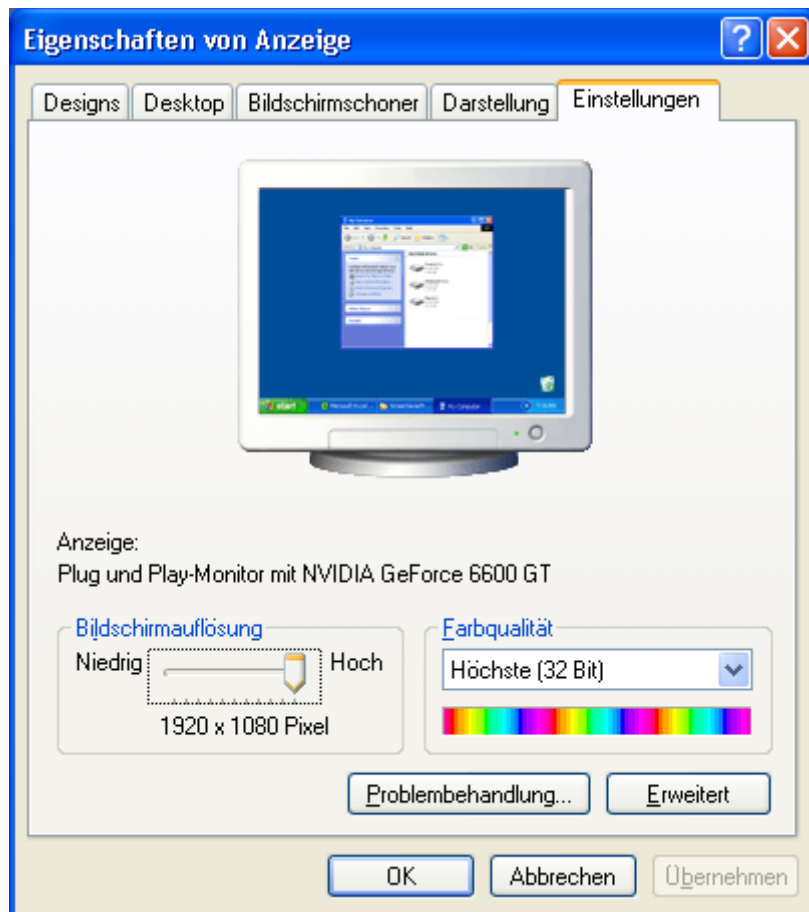 Eigenschaften von Anzeige
Designs Desktop Bildschirmschoner Darstellung Einstellungen
start
Anzeige:
Plug und Play-Monitor mit NVIDIA GeForce 6600 GT
Bildschirmauflösung
Niedrig Hoch
1920 x 1080 Pixel
Farbqualität
Höchste (32 Bit)
Problembehandlung... Erweitert
OK Abbrechen Übernehmen